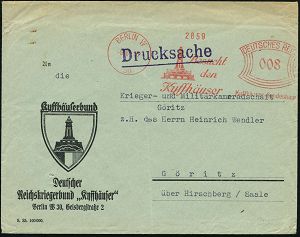 BERLIN W
2859
DEUTSCHES REICH
008
Drucksache
Besucht
den
Kyffhäuser
An
die
Krieger- und Militärkameradschaft
Göritz
z.H. des Herrn Heinrich Wendler
Göritz
über Hirschberg / Saale
Kyffhäuserbund
Deutscher
Reichskriegerbund „Kyffhäuser“
Berlin W 30, Geisbergstraße 2